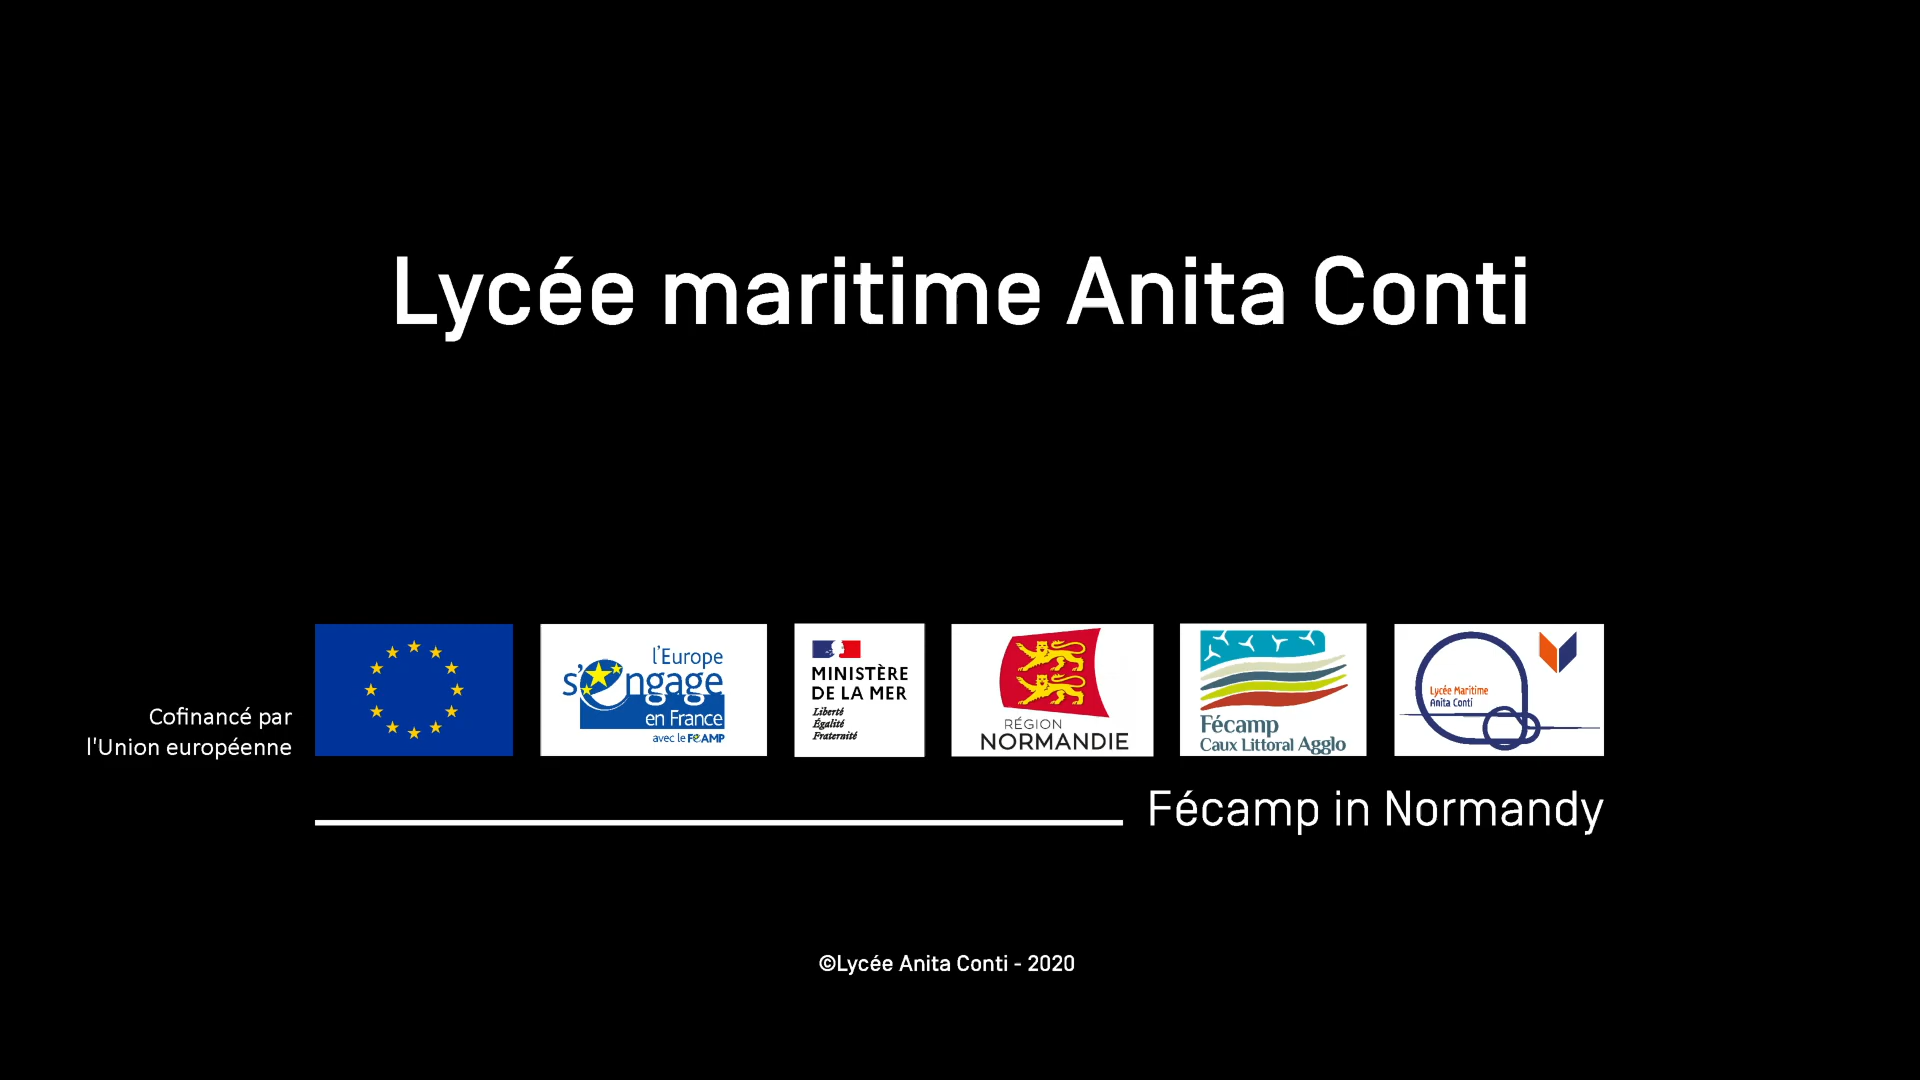 Lycée maritime Anita Conti
Cofinancé par
l'Union européenne
l'Europe
s'engage
en France
avec le FEAMP
MINISTÈRE
DE LA MER
Liberté
Égalité
Fraternité
RÉGION
NORMANDIE
Fécamp
Caux Littoral Agglo
Lycée Maritime
Anita Conti
Fécamp in Normandy
©Lycée Anita Conti - 2020